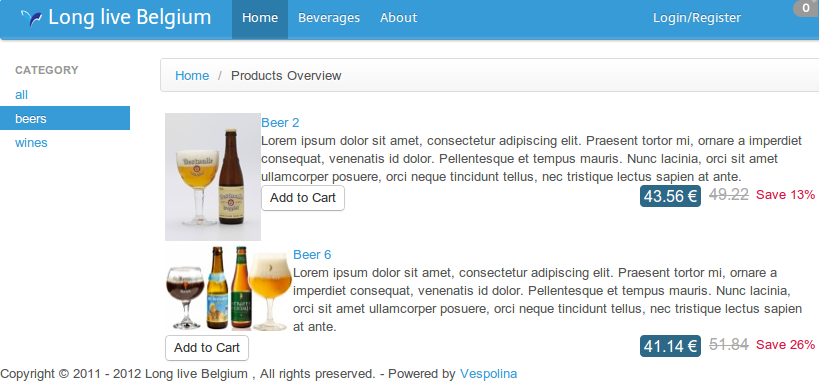 Long live Belgium Home Beverages About Login/Register 0
CATEGORY
all
beers
wines
Home / Products Overview
Beer 2
Lorem ipsum dolor sit amet, consectetur adipiscing elit. Praesent tortor mi, ornare a imperdiet
consequat, venenatis id dolor. Pellentesque et tempus mauris. Nunc lacinia, orci sit amet
ullamcorper posuere, orci neque tincidunt tellus, nec tristique lectus sapien at ante.
Add to Cart 43.56 € 49.22 Save 13%
Beer 6
Lorem ipsum dolor sit amet, consectetur adipiscing elit. Praesent tortor mi, ornare a
imperdiet consequat, venenatis id dolor. Pellentesque et tempus mauris. Nunc lacinia,
orci sit amet ullamcorper posuere, orci neque tincidunt tellus, nec tristique lectus sapien
at ante.
Add to Cart 41.14 € 51.84 Save 26%
Copyright © 2011 - 2012 Long live Belgium , All rights preserved. - Powered by Vespolina